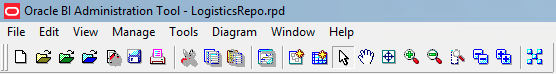 Oracle BI Administration Tool - LogisticsRepo.rpd
File Edit View Manage Tools Diagram Window Help